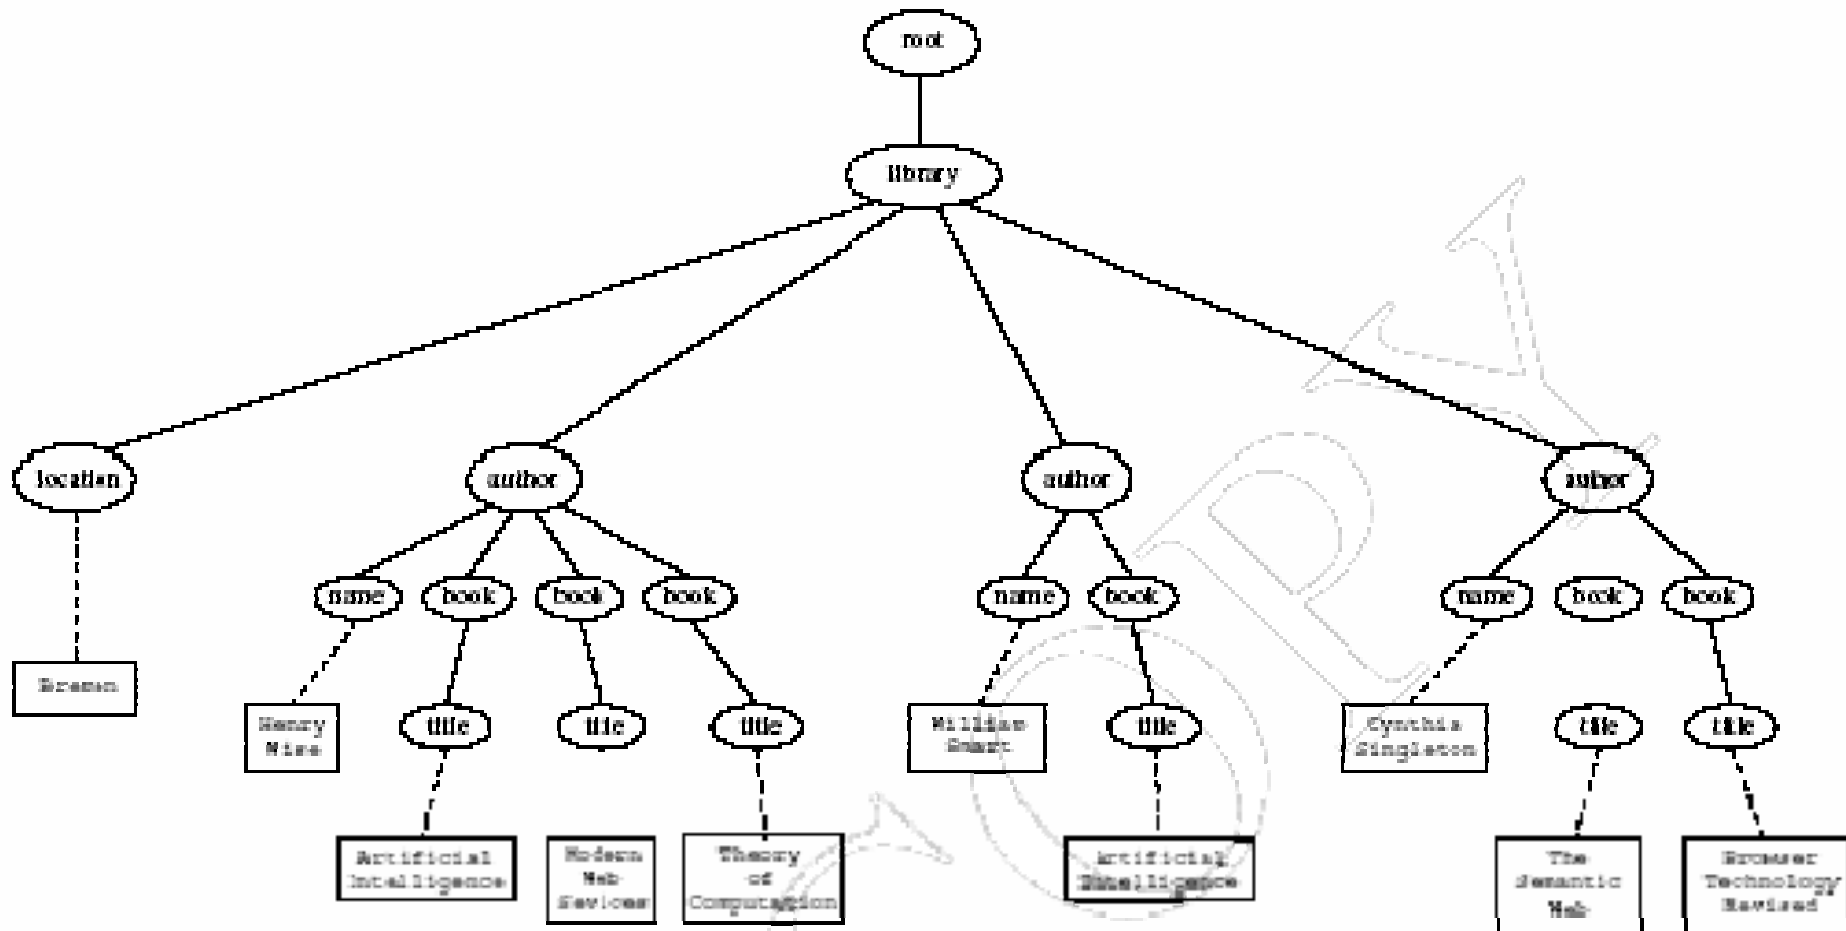 root
library
location
author
author
author
name
book
book
book
name
book
name
book
book
Bremen
Henry
Wise
title
title
title
William
Smart
title
Cynthia
Singleton
title
title
Artificial
Intelligence
Modern
Web
Sevices
Theory
of
Computation
Artificial
Intelligence
The
Semantic
Web
Browser
Technology
Revised
COPY